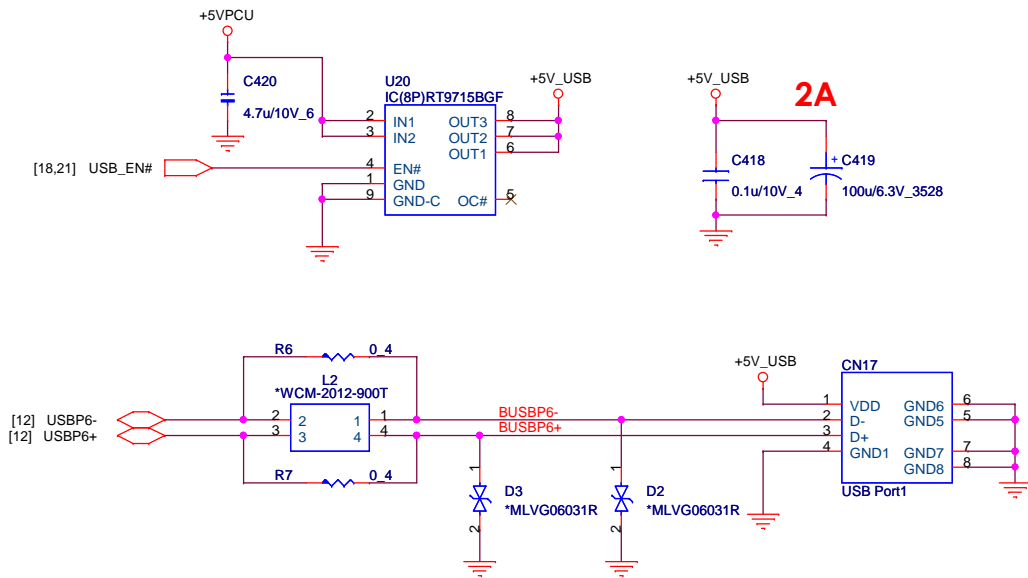 +5VPCU
C420
4.7u/10V_6
U20
IC(8P)RT9715BGF
2 IN1 OUT3 8
3 IN2 OUT2 7
OUT1 6
[18,21] USB_EN# 4 EN#
1 GND
9 GND-C OC# 5
+5V_USB
+5V_USB
2A
C418
0.1u/10V_4
+ C419
100u/6.3V_3528
R6 0_4
L2
*WCM-2012-900T
[12] USBP6- 2 2 1 1 BUSBP6-
[12] USBP6+ 3 3 4 4 BUSBP6+
R7 0_4
1
D3
*MLVG06031R
2
1
D2
*MLVG06031R
2
+5V_USB
CN17
1 VDD GND6 6
2 D- GND5 5
3 D+
4 GND1 GND7 7
GND8 8
USB Port1